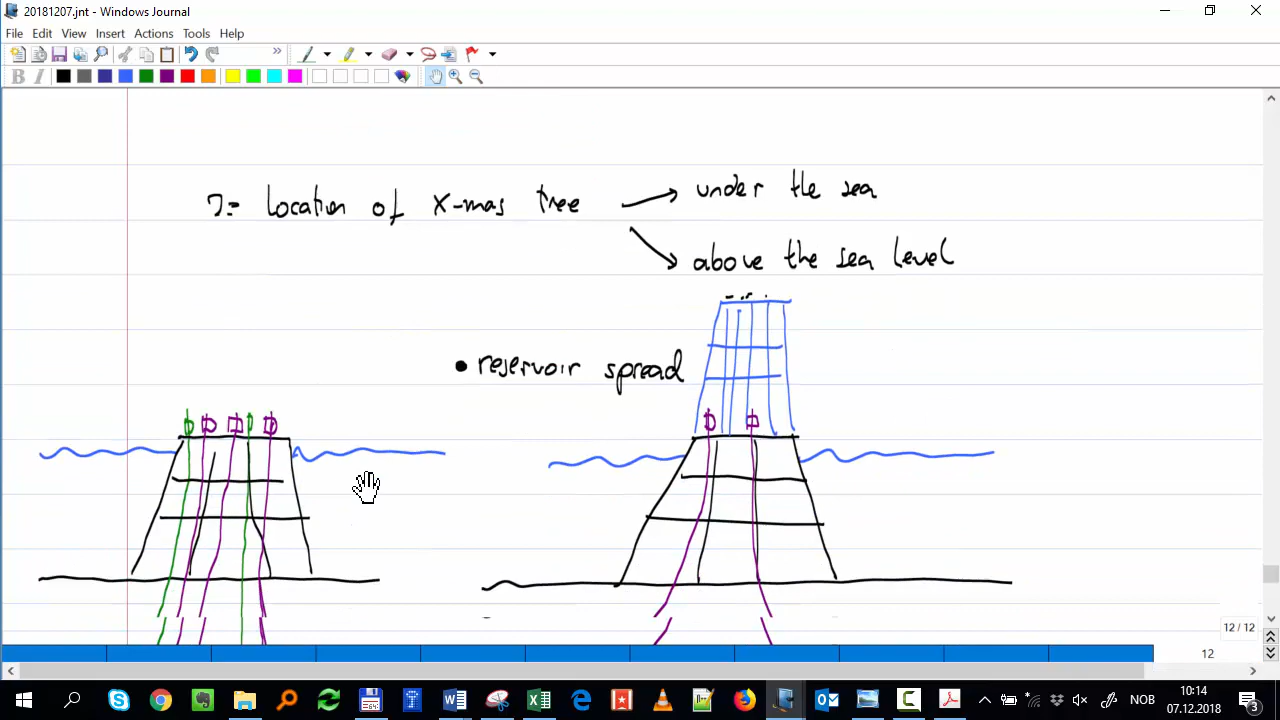 20181207.jnt - Windows Journal
File Edit View Insert Actions Tools Help
B I
7= location of X-mas tree
under the sea
above the sea level
• reservoir spread
12 / 12
12
NOB
10:14
07.12.2018
3